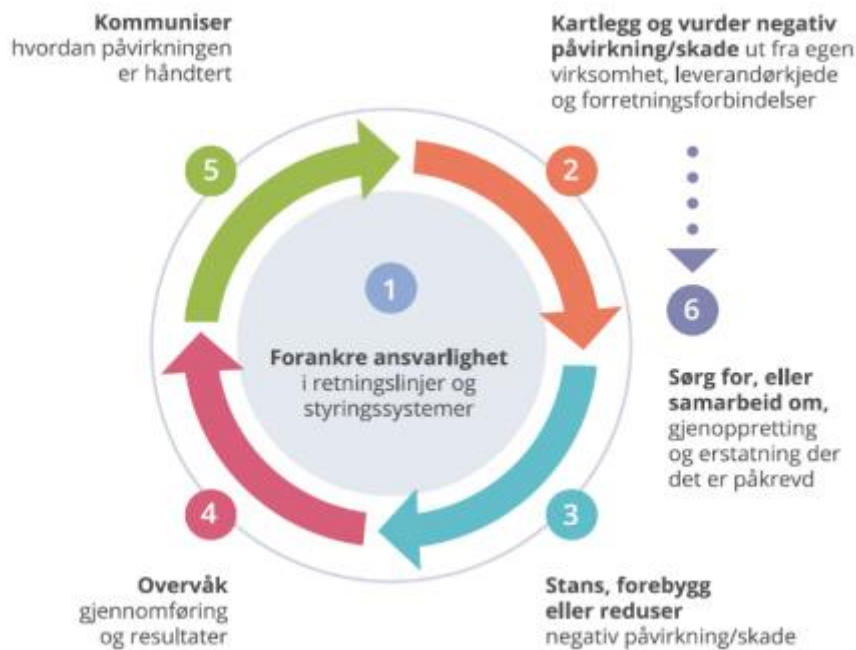 Kommuniser
hvordan påvirkningen
er håndtert
Kartlegg og vurder negativ
påvirkning/skade ut fra egen
virksomhet, leverandørkjede
og forretningsforbindelser
5
2
1
Forankre ansvarlighet
i retningslinjer og
styringssystemer
6
Sørg for, eller
samarbeid om,
gjenoppretting
og erstatning der
det er påkrevd
4
3
Overvåk
gjennomføring
og resultater
Stans, forebygg
eller reduser
negativ påvirkning/skade